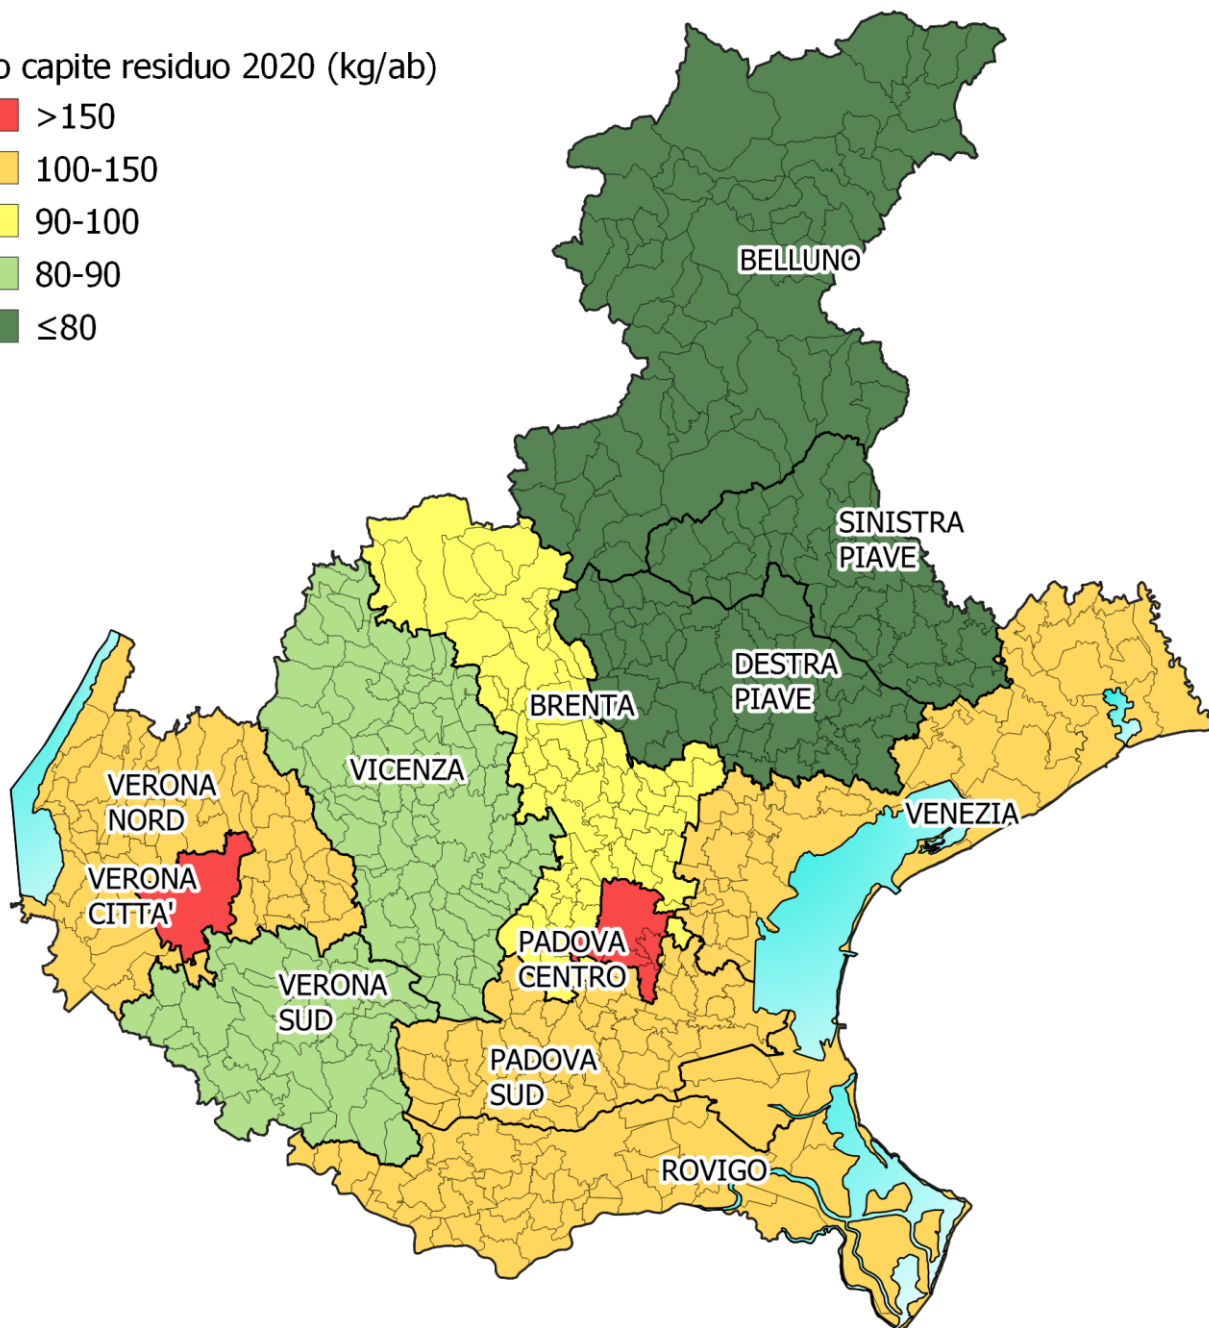 o capite residuo 2020 (kg/ab)
>150
100-150
90-100
80-90
≤80
BELLUNO
SINISTRA
PIAVE
DESTRA
PIAVE
BRENTA
VICENZA
VERONA
NORD
VENEZIA
VERONA
CITTA'
PADOVA
CENTRO
VERONA
SUD
PADOVA
SUD
ROVIGO